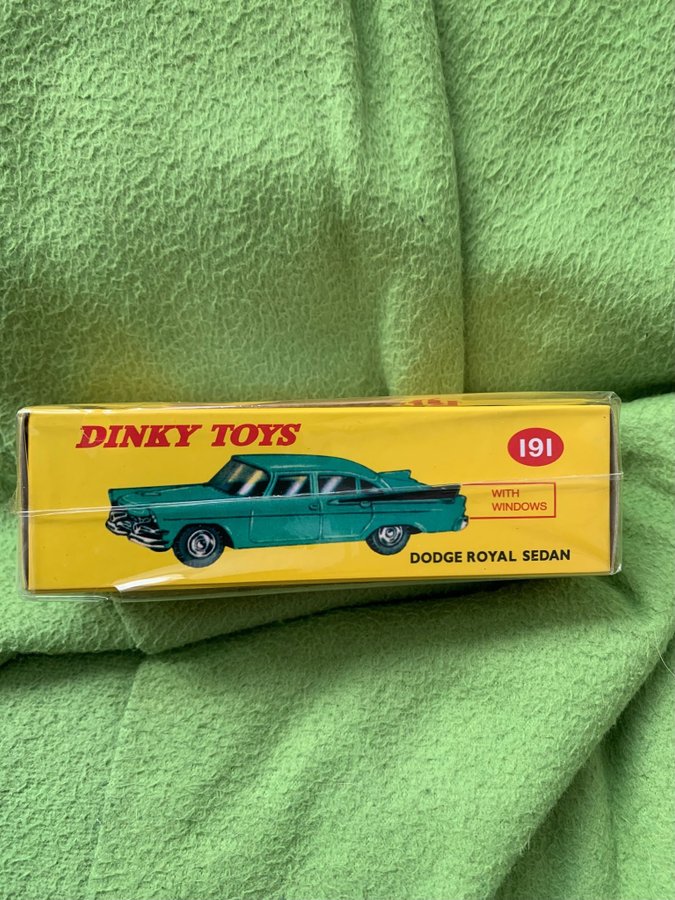 DINKY TOYS
191
WITH
WINDOWS
DODGE ROYAL SEDAN